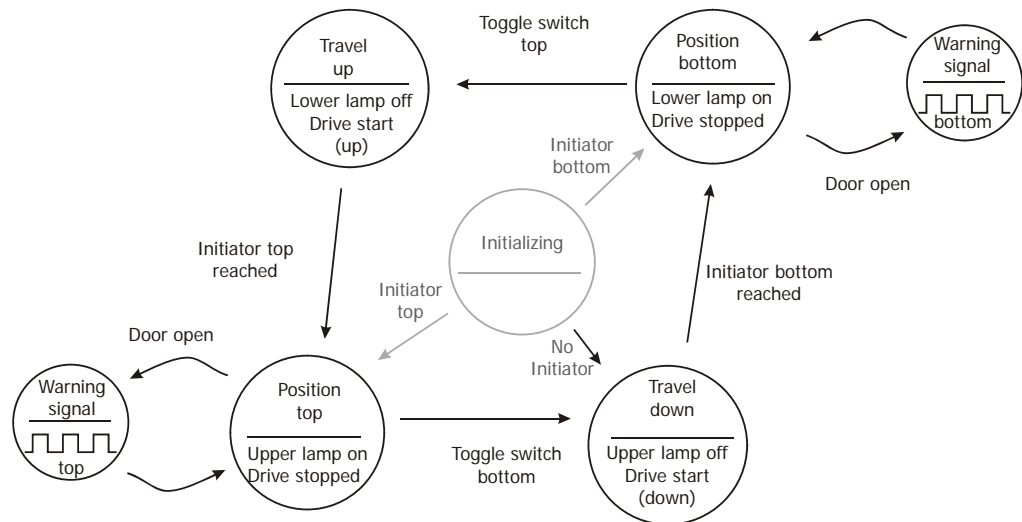 Toggle switch
top
Travel
up
Lower lamp off
Drive start
(up)
Position
bottom
Lower lamp on
Drive stopped
Warning
signal
bottom
Door open
Initiator
bottom
Initializing
Initiator top
reached
Initiator
top
Initiator bottom
reached
No
Initiator
Door open
Warning
signal
top
Position
top
Upper lamp on
Drive stopped
Toggle switch
bottom
Travel
down
Upper lamp off
Drive start
(down)